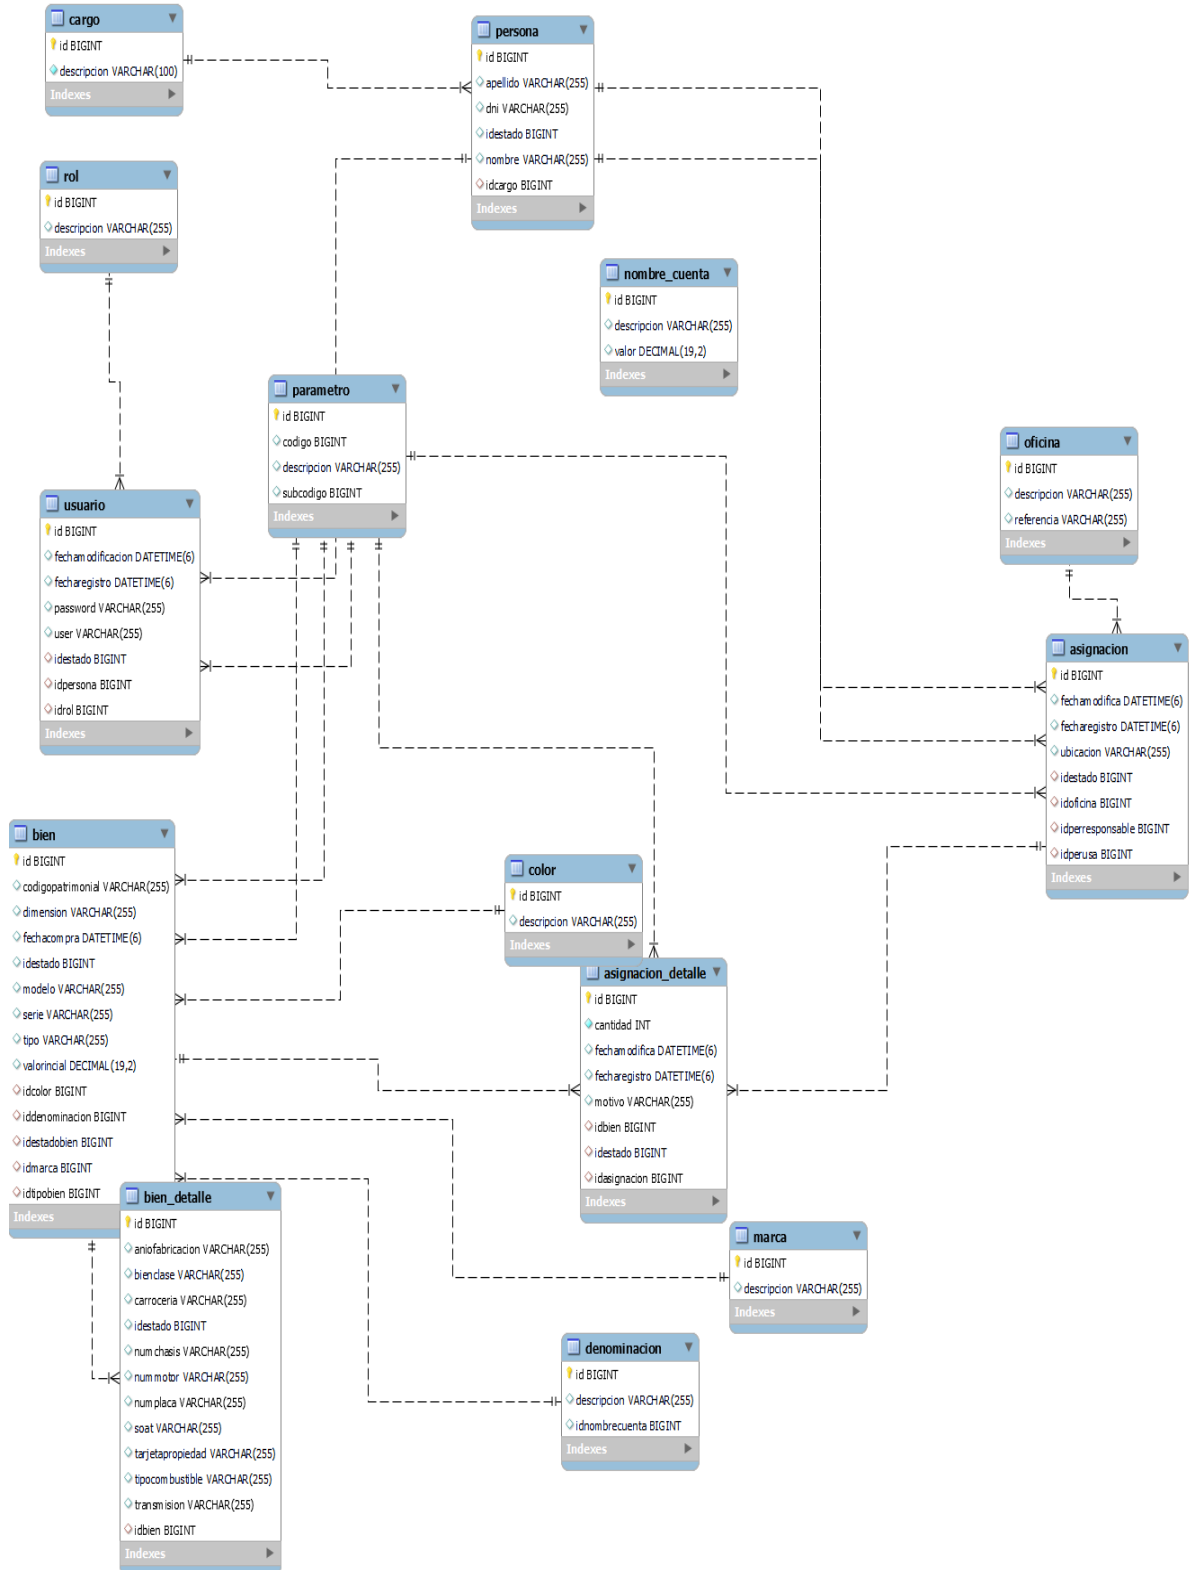 cargo
id BIGINT
descripcion VARCHAR(100)
Indexes
persona
id BIGINT
apellido VARCHAR(255)
dni VARCHAR(255)
idestado BIGINT
nombre VARCHAR(255)
idcargo BIGINT
Indexes
rol
id BIGINT
descripcion VARCHAR(255)
Indexes
nombre_cuenta
id BIGINT
descripcion VARCHAR(255)
valor DECIMAL(19,2)
Indexes
parametro
id BIGINT
codigo BIGINT
descripcion VARCHAR(255)
subcodigo BIGINT
Indexes
oficina
id BIGINT
descripcion VARCHAR(255)
referencia VARCHAR(255)
Indexes
usuario
id BIGINT
fechamodificacion DATETIME(6)
fecharegistro DATETIME(6)
password VARCHAR(255)
user VARCHAR(255)
idestado BIGINT
idpersona BIGINT
idrol BIGINT
Indexes
asignacion
id BIGINT
fechamodifica DATETIME(6)
fecharegistro DATETIME(6)
ubicacion VARCHAR(255)
idestado BIGINT
idoficina BIGINT
idperresponsable BIGINT
idperusa BIGINT
Indexes
bien
id BIGINT
codigopatrimonial VARCHAR(255)
dimension VARCHAR(255)
fechacompra DATETIME(6)
idestado BIGINT
modelo VARCHAR(255)
serie VARCHAR(255)
tipo VARCHAR(255)
valorincial DECIMAL(19,2)
idcolor BIGINT
iddenominacion BIGINT
idestadobien BIGINT
idmarca BIGINT
idtipobien BIGINT
Indexes
color
id BIGINT
descripcion VARCHAR(255)
Indexes
asignacion_detalle
id BIGINT
cantidad INT
fechamodifica DATETIME(6)
fecharegistro DATETIME(6)
motivo VARCHAR(255)
idbien BIGINT
idestado BIGINT
idasignacion BIGINT
Indexes
bien_detalle
id BIGINT
aniofabricacion VARCHAR(255)
bienclase VARCHAR(255)
carroceria VARCHAR(255)
idestado BIGINT
numchasis VARCHAR(255)
nummotor VARCHAR(255)
numplaca VARCHAR(255)
soat VARCHAR(255)
tarjetapropiedad VARCHAR(255)
tipocombustible VARCHAR(255)
transmision VARCHAR(255)
idbien BIGINT
Indexes
marca
id BIGINT
descripcion VARCHAR(255)
Indexes
denominacion
id BIGINT
descripcion VARCHAR(255)
idnombrecuenta BIGINT
Indexes